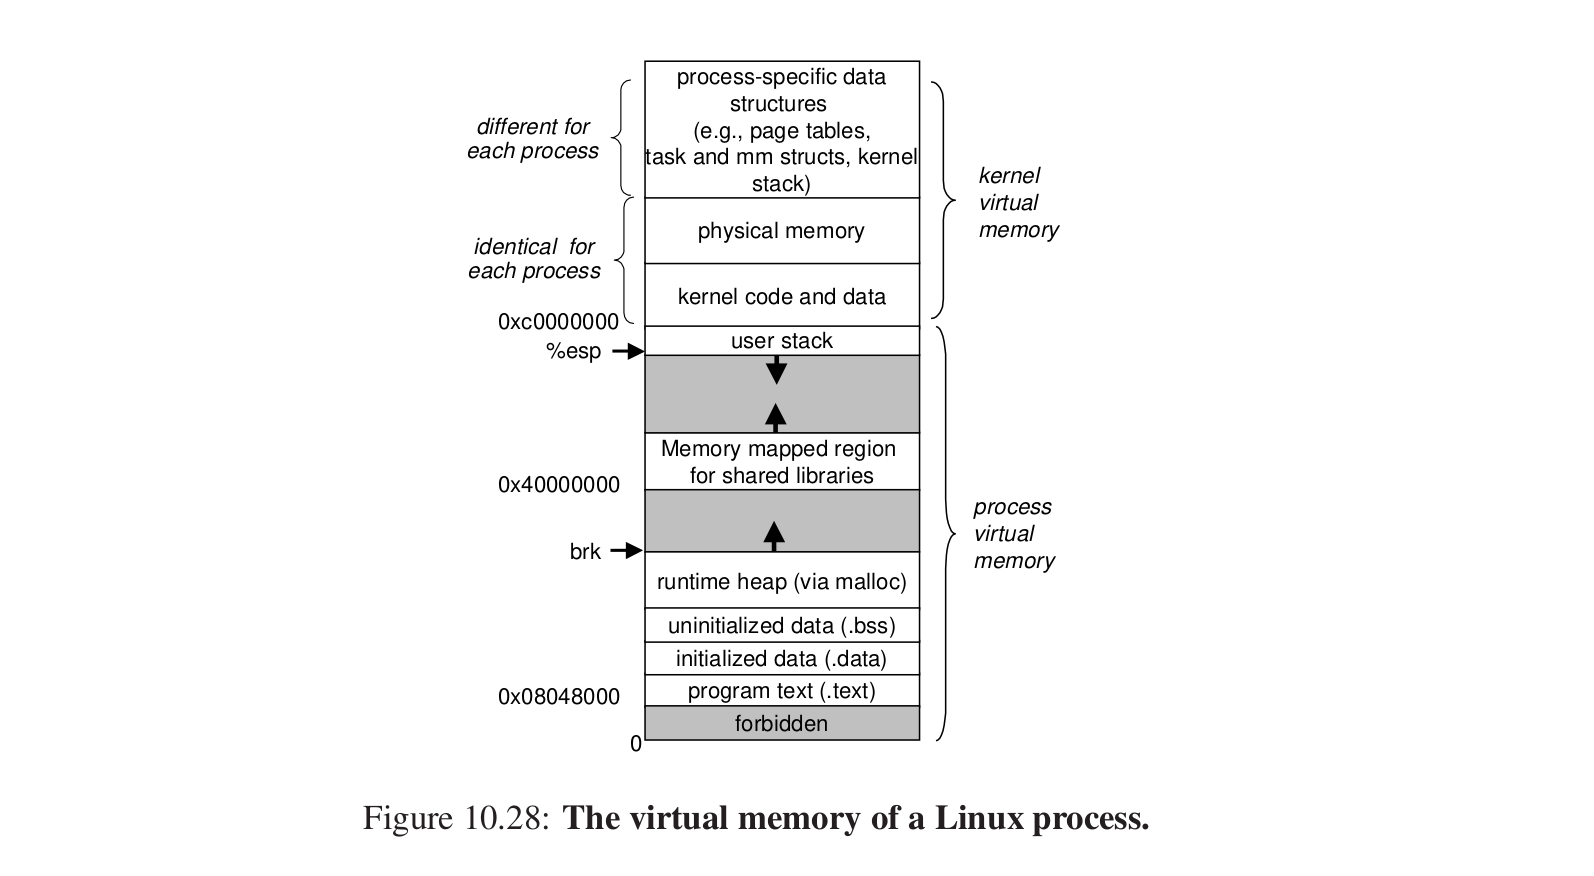 process-specific data
structures
(e.g., page tables,
task and mm structs, kernel
stack)
different for
each process
kernel
virtual
memory
physical memory
identical for
each process
kernel code and data
0xc0000000
user stack
%esp
Memory mapped region
for shared libraries
0x40000000
process
virtual
memory
brk
runtime heap (via malloc)
uninitialized data (.bss)
initialized data (.data)
program text (.text)
0x08048000
forbidden
0
Figure 10.28: The virtual memory of a Linux process.